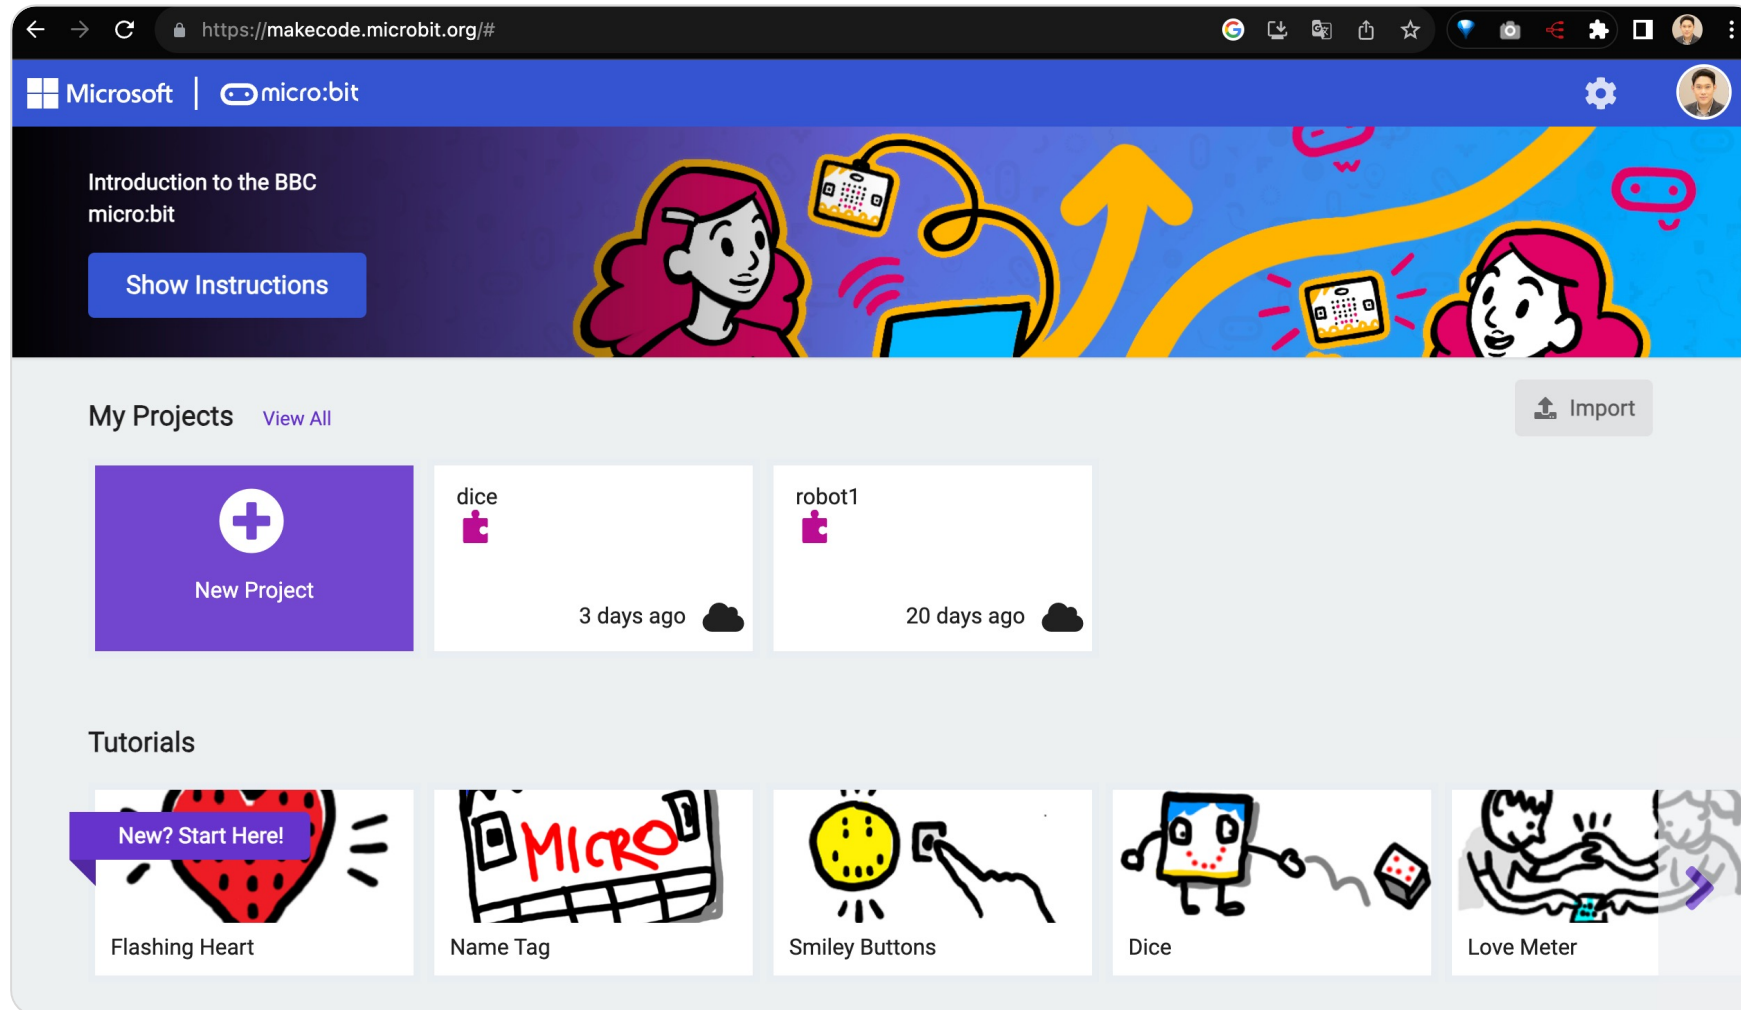 https://makecode.microbit.org/#
Microsoft
micro:bit
Introduction to the BBC
micro:bit
Show Instructions
My Projects
View All
Import
New Project
dice
3 days ago
robot1
20 days ago
Tutorials
New? Start Here!
Flashing Heart
MICRO
Name Tag
Smiley Buttons
Dice
Love Meter